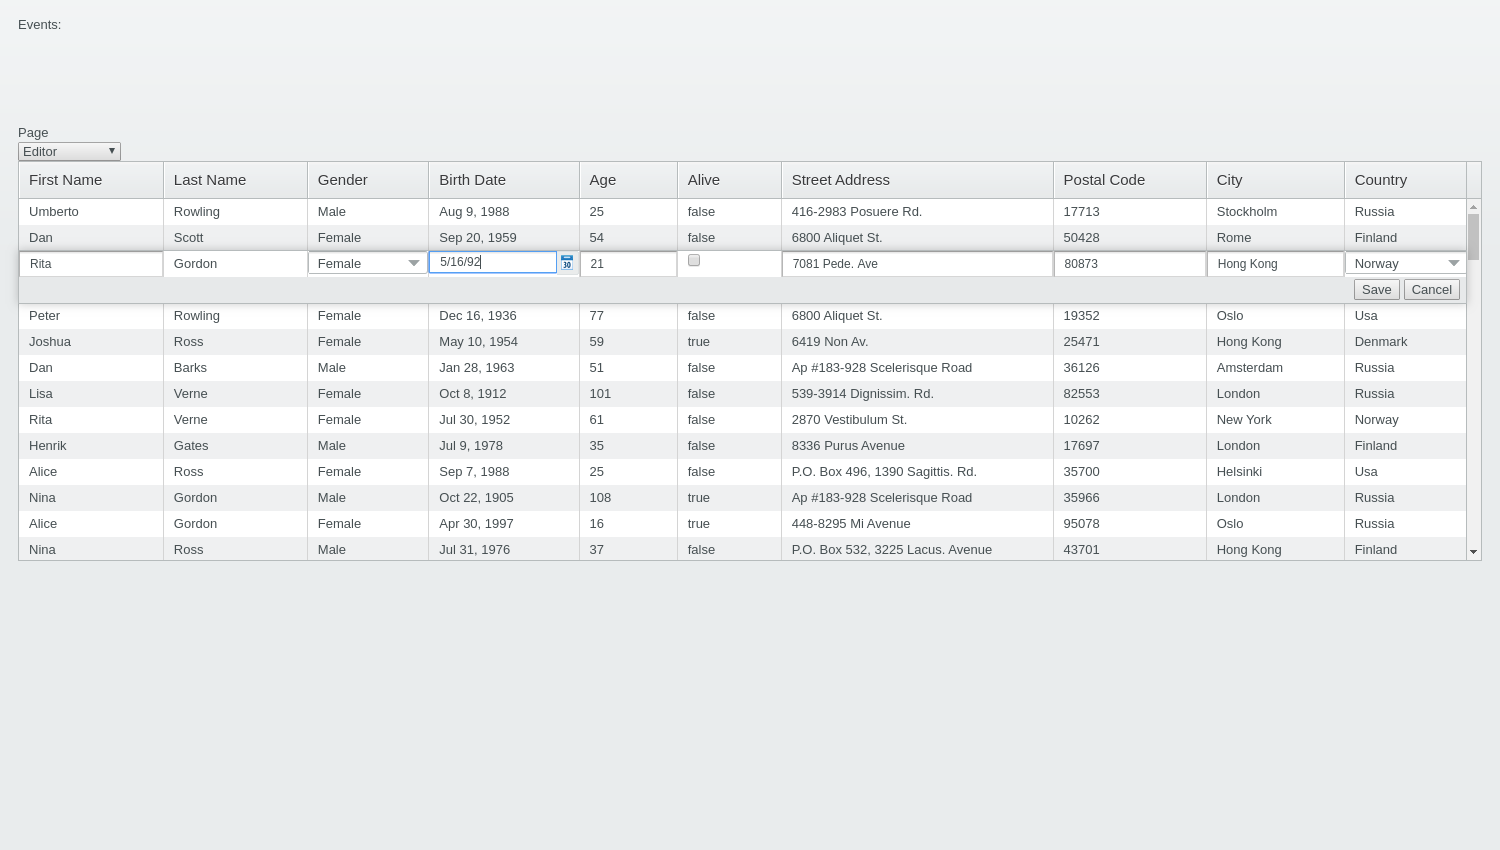 Events:
Page
Editor
First Name Last Name Gender Birth Date Age Alive Street Address Postal Code City Country
Umberto Rowling Male Aug 9, 1988 25 false 416-2983 Posuere Rd. 17713 Stockholm Russia
Dan Scott Female Sep 20, 1959 54 false 6800 Aliquet St. 50428 Rome Finland
Rita Gordon Female 5/16/92 30 21 7081 Pede. Ave 80873 Hong Kong Norway
Save Cancel
Peter Rowling Female Dec 16, 1936 77 false 6800 Aliquet St. 19352 Oslo Usa
Joshua Ross Female May 10, 1954 59 true 6419 Non Av. 25471 Hong Kong Denmark
Dan Barks Male Jan 28, 1963 51 false Ap #183-928 Scelerisque Road 36126 Amsterdam Russia
Lisa Verne Female Oct 8, 1912 101 false 539-3914 Dignissim. Rd. 82553 London Russia
Rita Verne Female Jul 30, 1952 61 false 2870 Vestibulum St. 10262 New York Norway
Henrik Gates Male Jul 9, 1978 35 false 8336 Purus Avenue 17697 London Finland
Alice Ross Female Sep 7, 1988 25 false P.O. Box 496, 1390 Sagittis. Rd. 35700 Helsinki Usa
Nina Gordon Male Oct 22, 1905 108 true Ap #183-928 Scelerisque Road 35966 London Russia
Alice Gordon Female Apr 30, 1997 16 true 448-8295 Mi Avenue 95078 Oslo Russia
Nina Ross Male Jul 31, 1976 37 false P.O. Box 532, 3225 Lacus. Avenue 43701 Hong Kong Finland